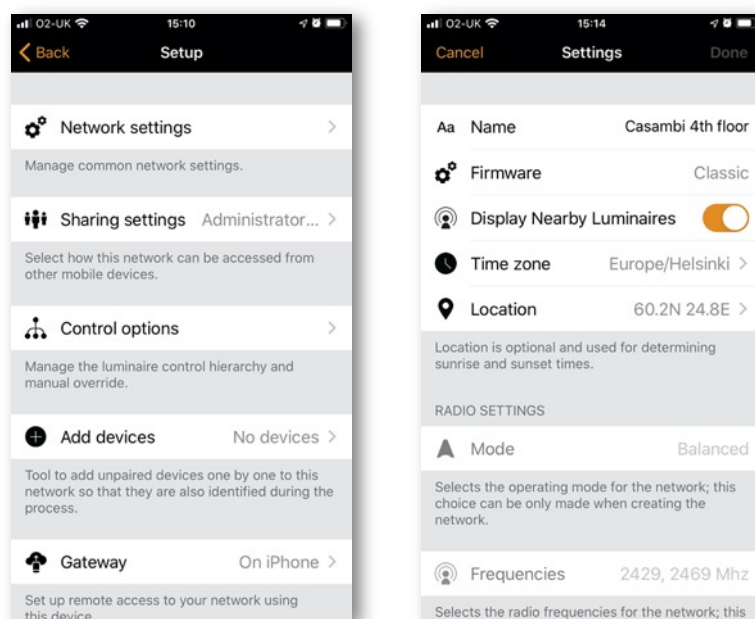 O2-UK 15:10
Back Setup
Network settings
Manage common network settings.
Sharing settings Administrator...
Select how this network can be accessed from
other mobile devices.
Control options
Manage the luminaire control hierarchy and
manual override.
Add devices No devices
Tool to add unpaired devices one by one to this
network so that they are also identified during the
process.
Gateway On iPhone
Set up remote access to your network using
this device.
O2-UK 15:14
Cancel Settings Done
Aa Name Casambi 4th floor
Firmware Classic
Display Nearby Luminaires
Time zone Europe/Helsinki
Location 60.2N 24.8E
Location is optional and used for determining
sunrise and sunset times.
RADIO SETTINGS
Mode Balanced
Selects the operating mode for the network; this
choice can be only made when creating the
network.
Frequencies 2429, 2469 Mhz
Selects the radio frequencies for the network; this